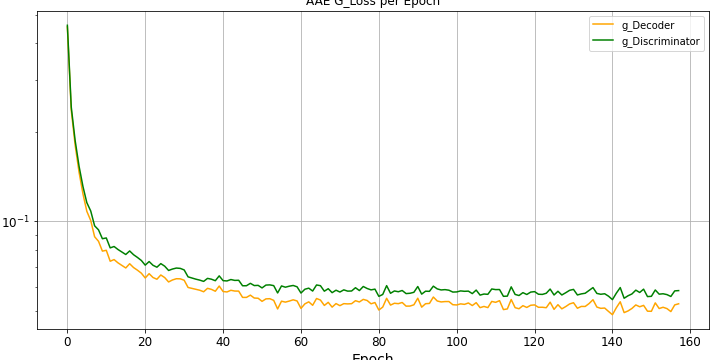 AAE G_Loss per Epoch
g_Decoder
g_Discriminator
10⁻¹
0 20 40 60 80 100 120 140 160
Epoch